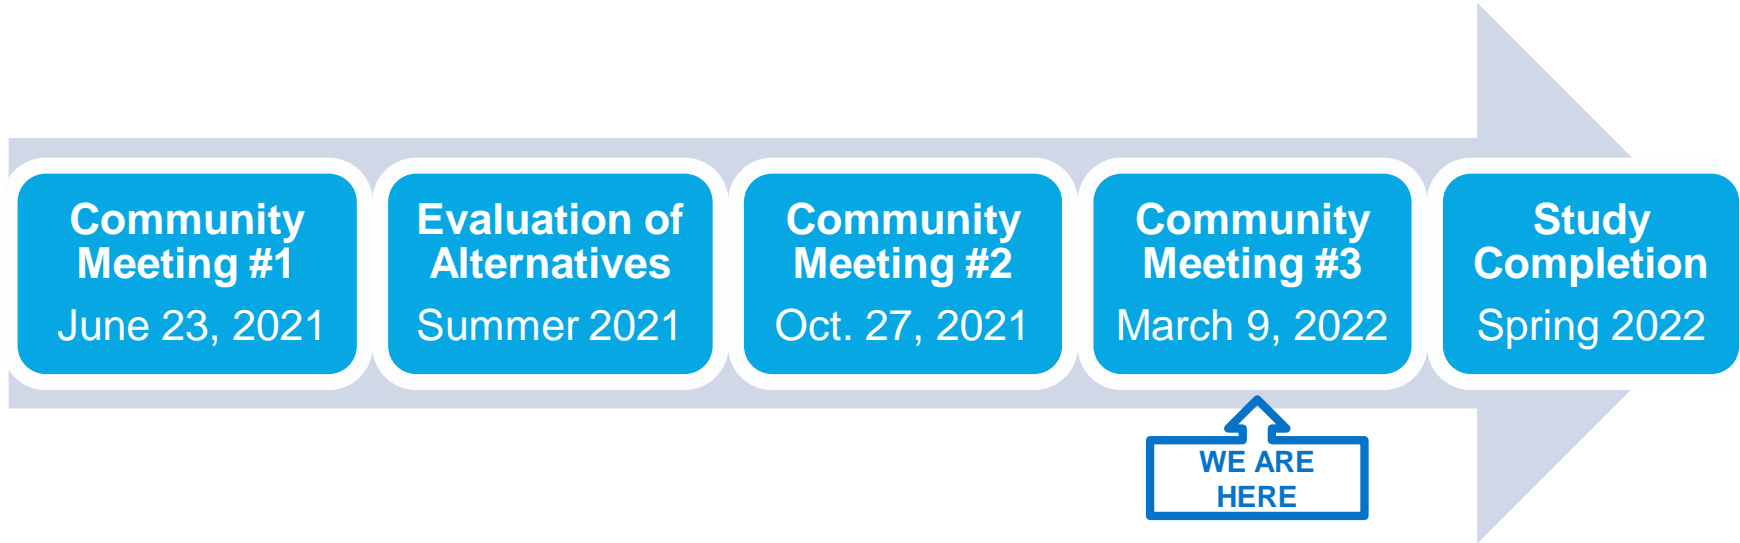 Community
Meeting #1
June 23, 2021
Evaluation of
Alternatives
Summer 2021
Community
Meeting #2
Oct. 27, 2021
Community
Meeting #3
March 9, 2022
Study
Completion
Spring 2022
WE ARE
HERE